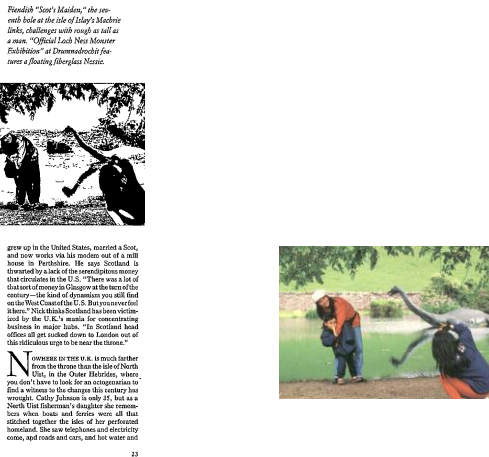 Fiendish "Scot's Maiden," the sev-
enth hole at the isle of Islay's Machrie
links, challenges with rough as tall as
a man. "Official Loch Ness Monster
Exhibition" at Drumnadrochit fea-
tures a floating fiberglass Nessie.
grew up in the United States, married a Scot,
and now works via his modem out of a mill
house in Perthshire. He says Scotland is
thwarted by a lack of the serendipitous money
that circulates in the U.S. "There was a lot of
that sort of money in Glasgow at the turn of the
century—the kind of dynamism you still find
on the West Coast of the U.S. But you never feel
it here." Nick thinks Scotland has been victim-
ized by the U.K.'s mania for concentrating
business in major hubs. "In Scotland head
offices all get sucked down to London out of
this ridiculous urge to be near the throne."
NOWHERE IN THE U.K. is much farther
from the throne than the isle of North
Uist, in the Outer Hebrides, where
you don't have to look for an octogenarian to
find a witness to the changes this century has
wrought. Cathy Johnson is only 35, but as a
North Uist fisherman's daughter she remem-
bers when boats and ferries were all that
stitched together the isles of her perforated
homeland. She saw telephones and electricity
come, and roads and cars, and hot water and
23